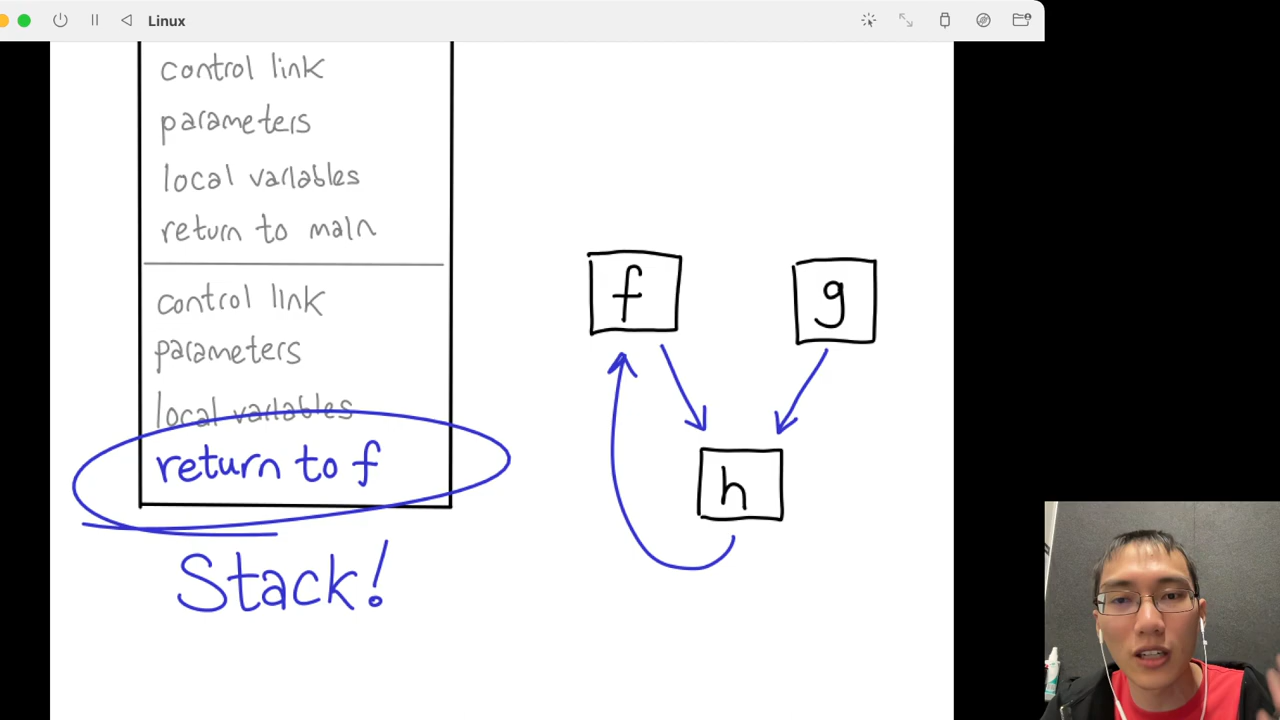 Linux
control link
parameters
local variables
return to main
control link
parameters
local variables
return to f
Stack!
f
g
h